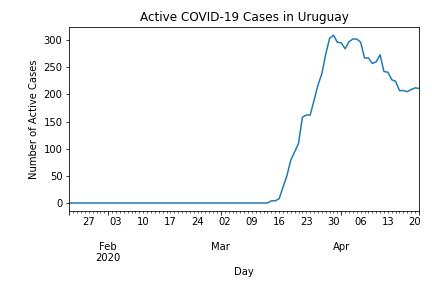 Active COVID-19 Cases in Uruguay
300
250
200
150
100
50
0
Number of Active Cases
27 03 10 17 24 02 09 16 23 30 06 13 20
Feb Mar Apr
2020
Day